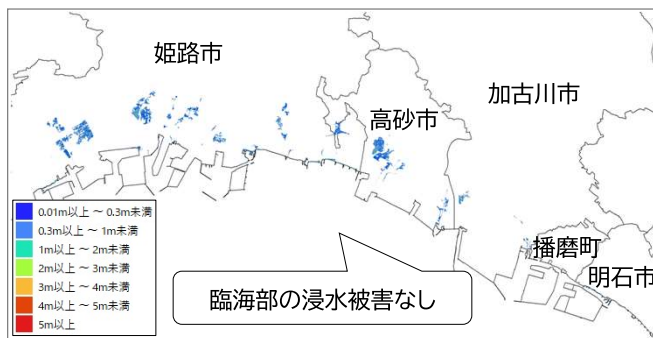 姫路市
加古川市
高砂市
0.01m以上 ～ 0.3m未満
0.3m以上 ～ 1m未満
1m以上 ～ 2m未満
2m以上 ～ 3m未満
3m以上 ～ 4m未満
4m以上 ～ 5m未満
5m以上
播磨町
明石市
臨海部の浸水被害なし